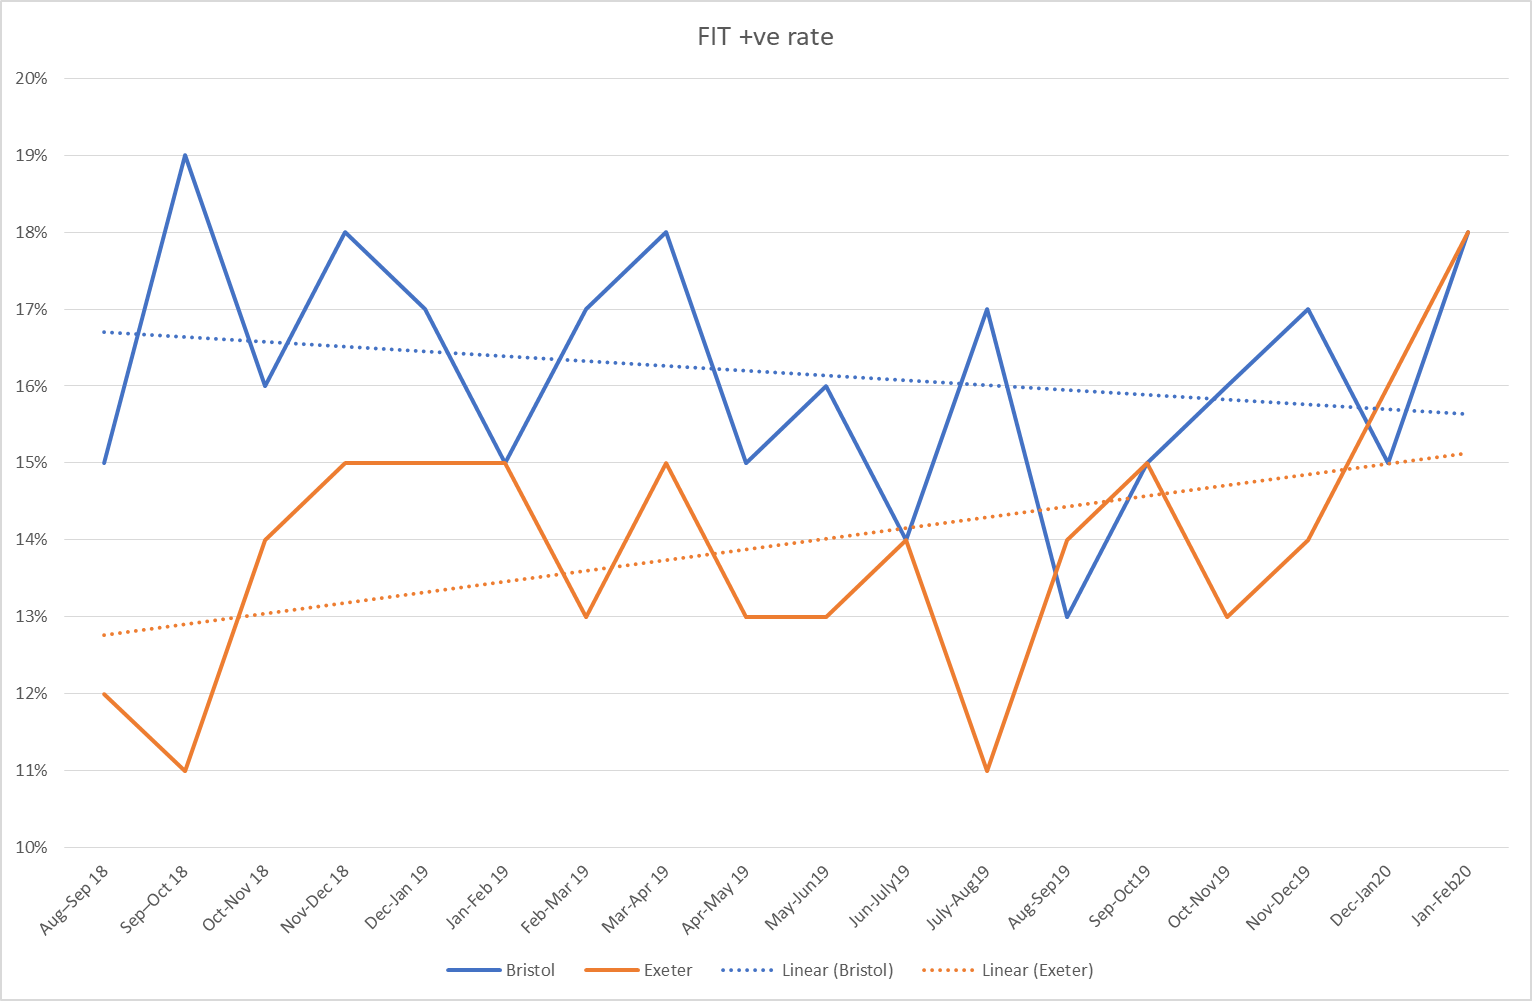 FIT +ve rate
20%
19%
18%
17%
16%
15%
14%
13%
12%
11%
10%
Aug–Sep 18
Sep–Oct 18
Oct-Nov 18
Nov-Dec 18
Dec-Jan 19
Jan-Feb 19
Feb-Mar 19
Mar-Apr 19
Apr-May 19
May-Jun19
Jun-July19
July-Aug19
Aug-Sep19
Sep-Oct19
Oct-Nov19
Nov-Dec19
Dec-Jan20
Jan-Feb20
Bristol Exeter Linear (Bristol) Linear (Exeter)